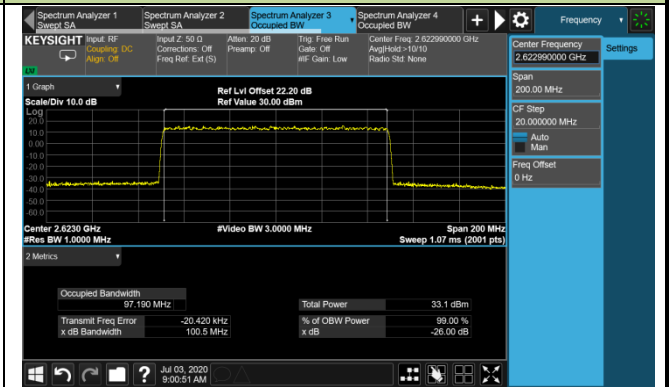 Spectrum Analyzer 1
Swept SA
Spectrum Analyzer 2
Swept SA
Spectrum Analyzer 3
Occupied BW
Spectrum Analyzer 4
Occupied BW
Frequency
KEYSIGHT
Input: RF
Coupling: DC
Align: Off
Input Z: 50 Ω
Corrections: Off
Freq Ref: Ext (S)
Atten: 20 dB
Preamp: Off
Trig: Free Run
Gate: Off
#IF Gain: Low
Center Freq: 2.622990000 GHz
Avg|Hold:>10/10
Radio Std: None
Center Frequency
2.622990000 GHz
Settings
Span
200.00 MHz
CF Step
20.000000 MHz
Auto
Man
Freq Offset
0 Hz
1 Graph
Scale/Div 10.0 dB
Ref Lvl Offset 22.20 dB
Ref Value 30.00 dBm
Log
20.0
10.0
0.00
-10.0
-20.0
-30.0
-40.0
-50.0
-60.0
Center 2.6230 GHz
#Video BW 3.0000 MHz
Span 200 MHz
#Res BW 1.0000 MHz
Sweep 1.07 ms (2001 pts)
2 Metrics
Occupied Bandwidth
97.190 MHz
Total Power
33.1 dBm
Transmit Freq Error
-20.420 kHz
% of OBW Power
99.00 %
x dB Bandwidth
100.5 MHz
x dB
-26.00 dB
Jul 03, 2020
9:00:51 AM